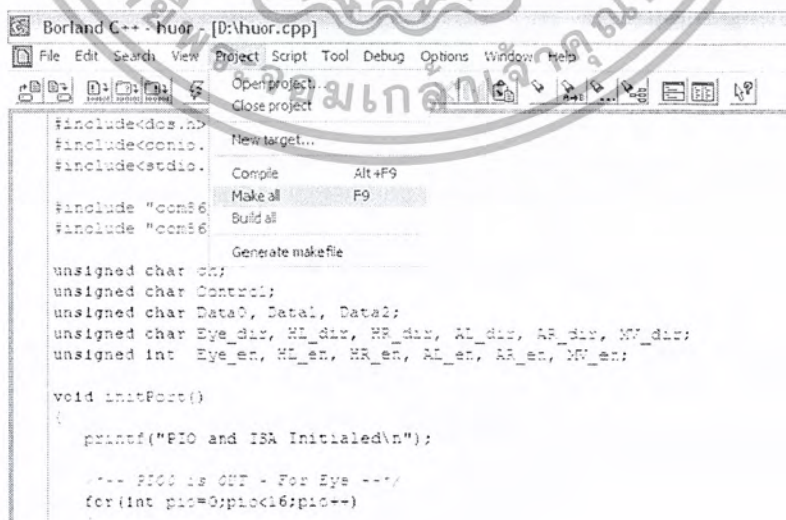 Borland C++ - huor - [D:\huor.cpp]
File Edit Search View Project Script Tool Debug Options Window Help
Open project...
Close project
New target...
Compile Alt+F9
Make all F9
Build all
Generate makefile
#include<dos.h>
#include<conio.
#include<stdio.
#include "com86
#include "com86
unsigned char ch;
unsigned char Control;
unsigned char Data0, Data1, Data2;
unsigned char Eye_dir, HL_dir, HR_dir, AL_dir, AR_dir, MV_dir;
unsigned int Eye_en, HL_en, HR_en, AL_en, AR_en, MV_en;
void initPort()
{
printf("PIO and ISA Initialed\n");
/*-- PIO0 is OUT - For Eye --*/
for(int pio=0;pio<16;pio++)